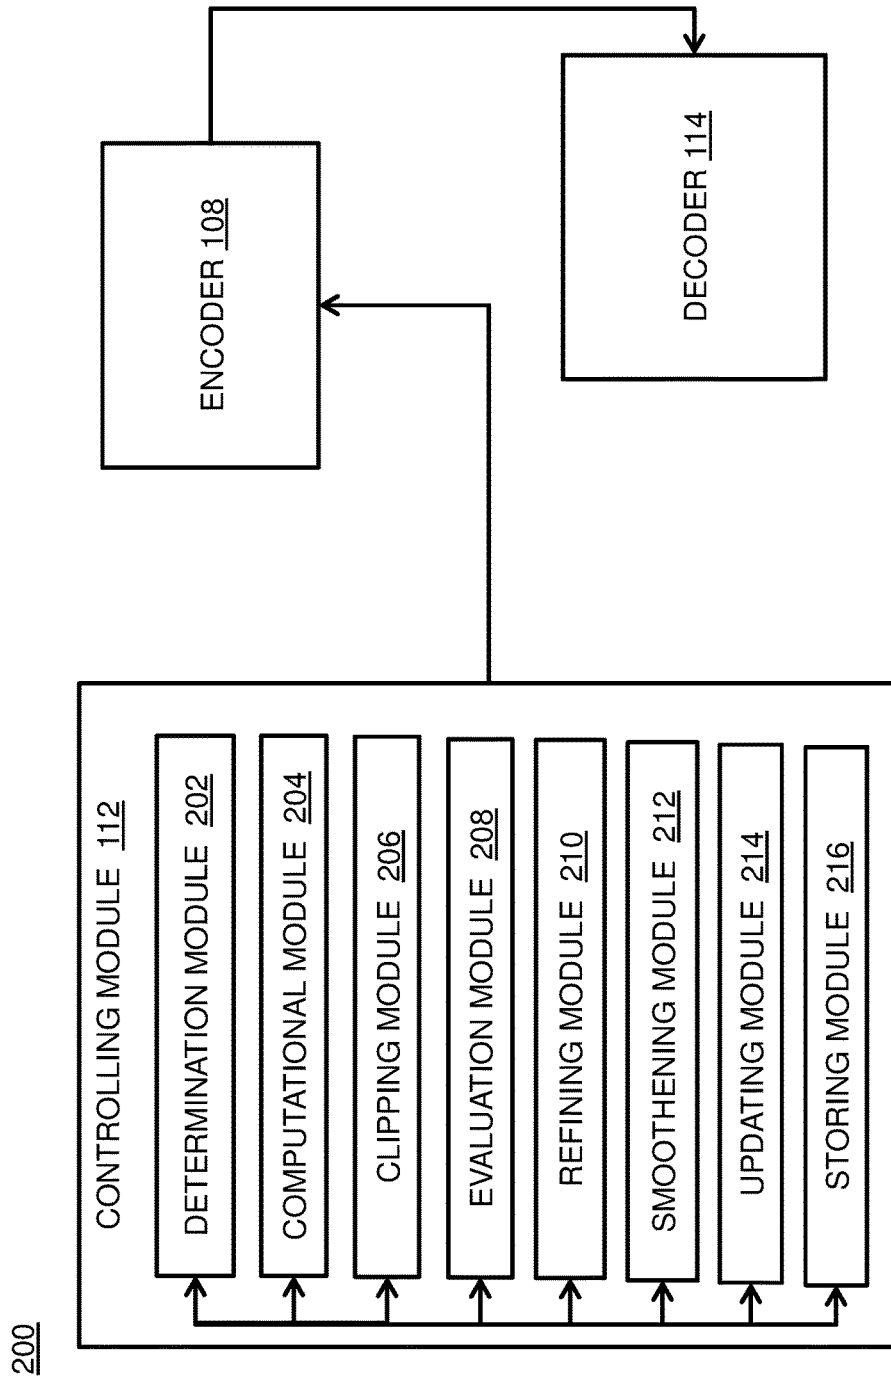 200
CONTROLLING MODULE 112
DETERMINATION MODULE 202
COMPUTATIONAL MODULE 204
CLIPPING MODULE 206
EVALUATION MODULE 208
REFINING MODULE 210
SMOOTHENING MODULE 212
UPDATING MODULE 214
STORING MODULE 216
ENCODER 108
DECODER 114